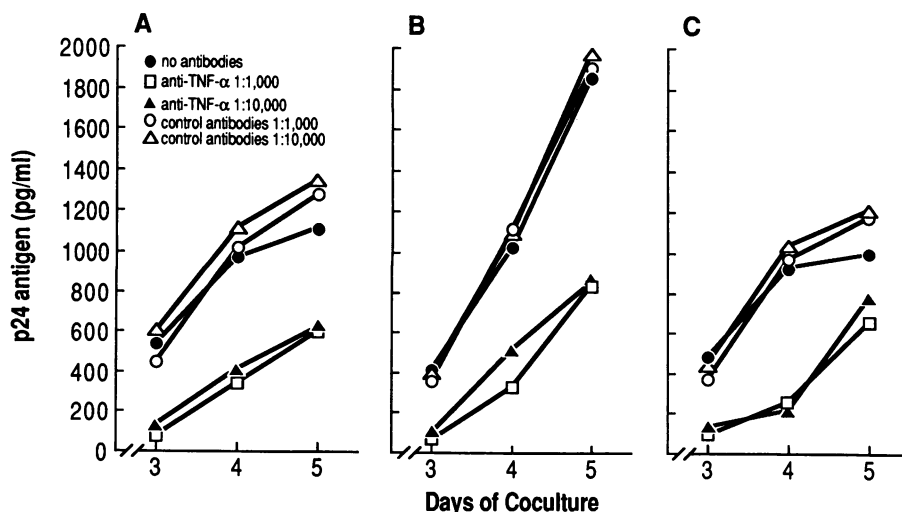 A
B
C
2000
1800
1600
1400
1200
1000
800
600
400
200
0
p24 antigen (pg/ml)
no antibodies
anti-TNF-α 1:1,000
anti-TNF-α 1:10,000
control antibodies 1:1,000
control antibodies 1:10,000
3 4 5
3 4 5
3 4 5
Days of Coculture